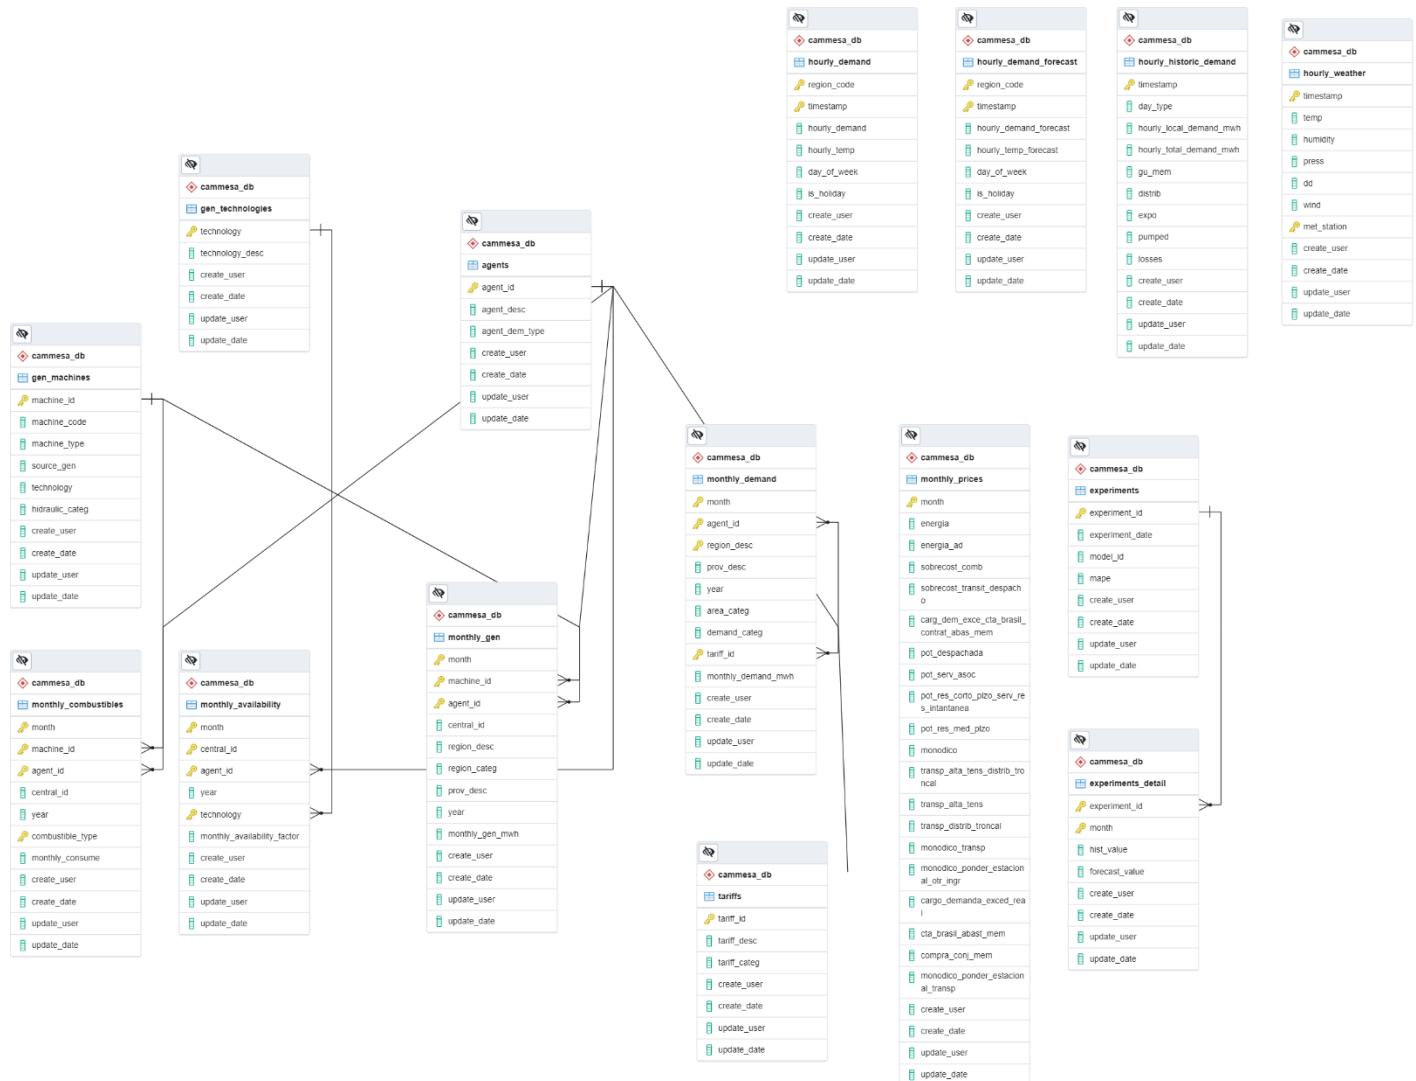 cammesa_db
hourly_demand
region_code
timestamp
hourly_demand
hourly_temp
day_of_week
is_holiday
create_user
create_date
update_user
update_date
cammesa_db
hourly_demand_forecast
region_code
timestamp
hourly_demand_forecast
hourly_temp_forecast
day_of_week
is_holiday
create_user
create_date
update_user
update_date
cammesa_db
hourly_historic_demand
timestamp
day_type
hourly_local_demand_mwh
hourly_total_demand_mwh
gu_mem
distrib
expo
pumped
losses
create_user
create_date
update_user
update_date
cammesa_db
hourly_weather
timestamp
temp
humidity
press
dd
wind
met_station
create_user
create_date
update_user
update_date
cammesa_db
gen_technologies
technology
technology_desc
create_user
create_date
update_user
update_date
cammesa_db
agents
agent_id
agent_desc
agent_dem_type
create_user
create_date
update_user
update_date
cammesa_db
gen_machines
machine_id
machine_code
machine_type
source_gen
technology
hidraulic_categ
create_user
create_date
update_user
update_date
cammesa_db
monthly_demand
month
agent_id
region_desc
prov_desc
year
area_categ
demand_categ
tariff_id
monthly_demand_mwh
create_user
create_date
update_user
update_date
cammesa_db
monthly_prices
month
energia
energia_ad
sobrecost_comb
sobrecost_transit_despach
o
carg_dem_exce_cta_brasil_
contrat_abas_mem
pot_despachada
pot_serv_asoc
pot_res_corto_plzo_serv_re
s_intantanea
pot_res_med_plzo
monodico
transp_alta_tens_distrib_tro
ncal
transp_alta_tens
transp_distrib_troncal
monodico_transp
monodico_ponder_estacion
al_otr_ingr
cargo_demanda_exced_rea
l
cta_brasil_abast_mem
compra_conj_mem
monodico_ponder_estacion
al_transp
create_user
create_date
update_user
update_date
cammesa_db
experiments
experiment_id
experiment_date
model_id
mape
create_user
create_date
update_user
update_date
cammesa_db
monthly_gen
month
machine_id
agent_id
central_id
region_desc
region_categ
prov_desc
year
monthly_gen_mwh
create_user
create_date
update_user
update_date
cammesa_db
monthly_combustibles
month
machine_id
agent_id
central_id
year
combustible_type
monthly_consume
create_user
create_date
update_user
update_date
cammesa_db
monthly_availability
month
central_id
agent_id
year
technology
monthly_availability_factor
create_user
create_date
update_user
update_date
cammesa_db
experiments_detail
experiment_id
month
hist_value
forecast_value
create_user
create_date
update_user
update_date
cammesa_db
tariffs
tariff_id
tariff_desc
tariff_categ
create_user
create_date
update_user
update_date